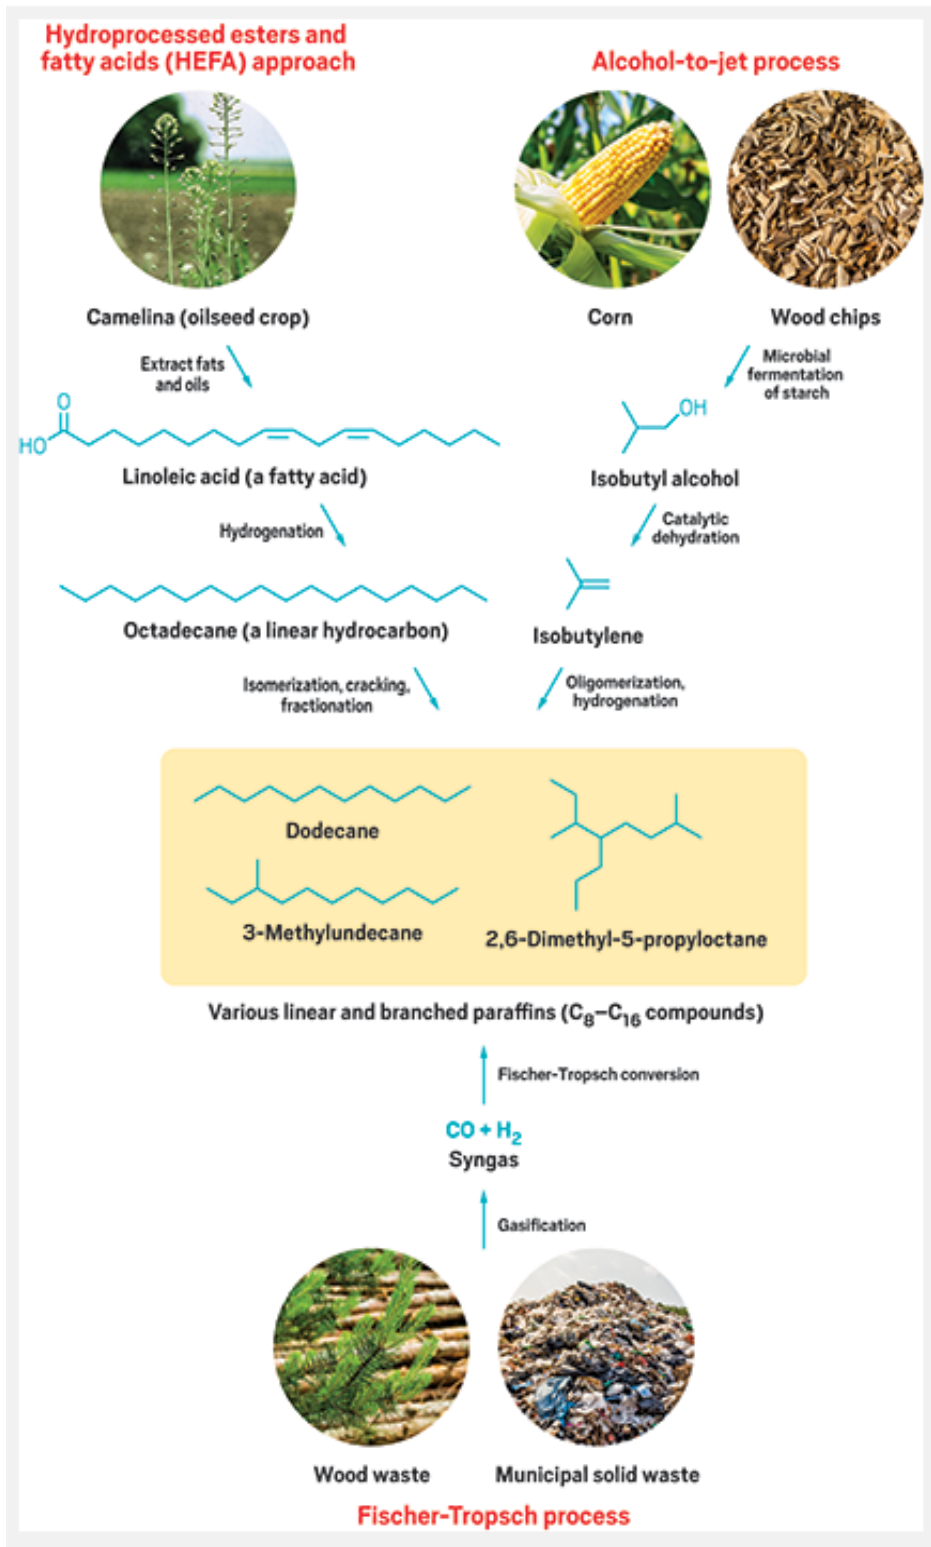 Hydroprocessed esters and
fatty acids (HEFA) approach
Alcohol-to-jet process
Camelina (oilseed crop)
Corn
Wood chips
Extract fats
and oils
Microbial
fermentation
of starch
O
HO
OH
Linoleic acid (a fatty acid)
Isobutyl alcohol
Hydrogenation
Catalytic
dehydration
Octadecane (a linear hydrocarbon)
Isobutylene
Isomerization, cracking,
fractionation
Oligomerization,
hydrogenation
Dodecane
3-Methylundecane
2,6-Dimethyl-5-propyloctane
Various linear and branched paraffins (C₈–C₁₆ compounds)
Fischer-Tropsch conversion
CO + H₂
Syngas
Gasification
Wood waste
Municipal solid waste
Fischer-Tropsch process